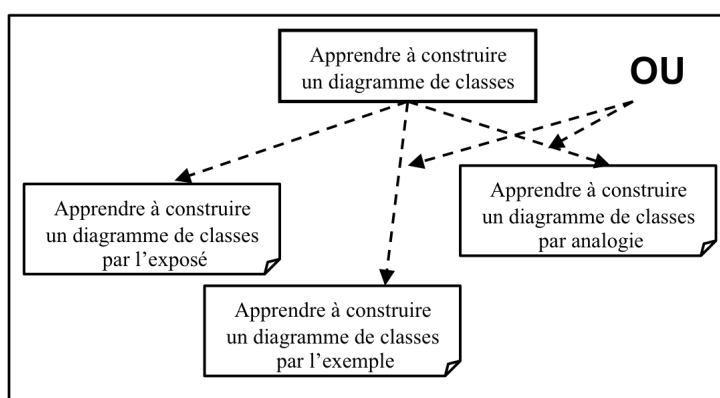 Apprendre à construire
un diagramme de classes
OU
Apprendre à construire
un diagramme de classes
par l'exposé
Apprendre à construire
un diagramme de classes
par analogie
Apprendre à construire
un diagramme de classes
par l'exemple